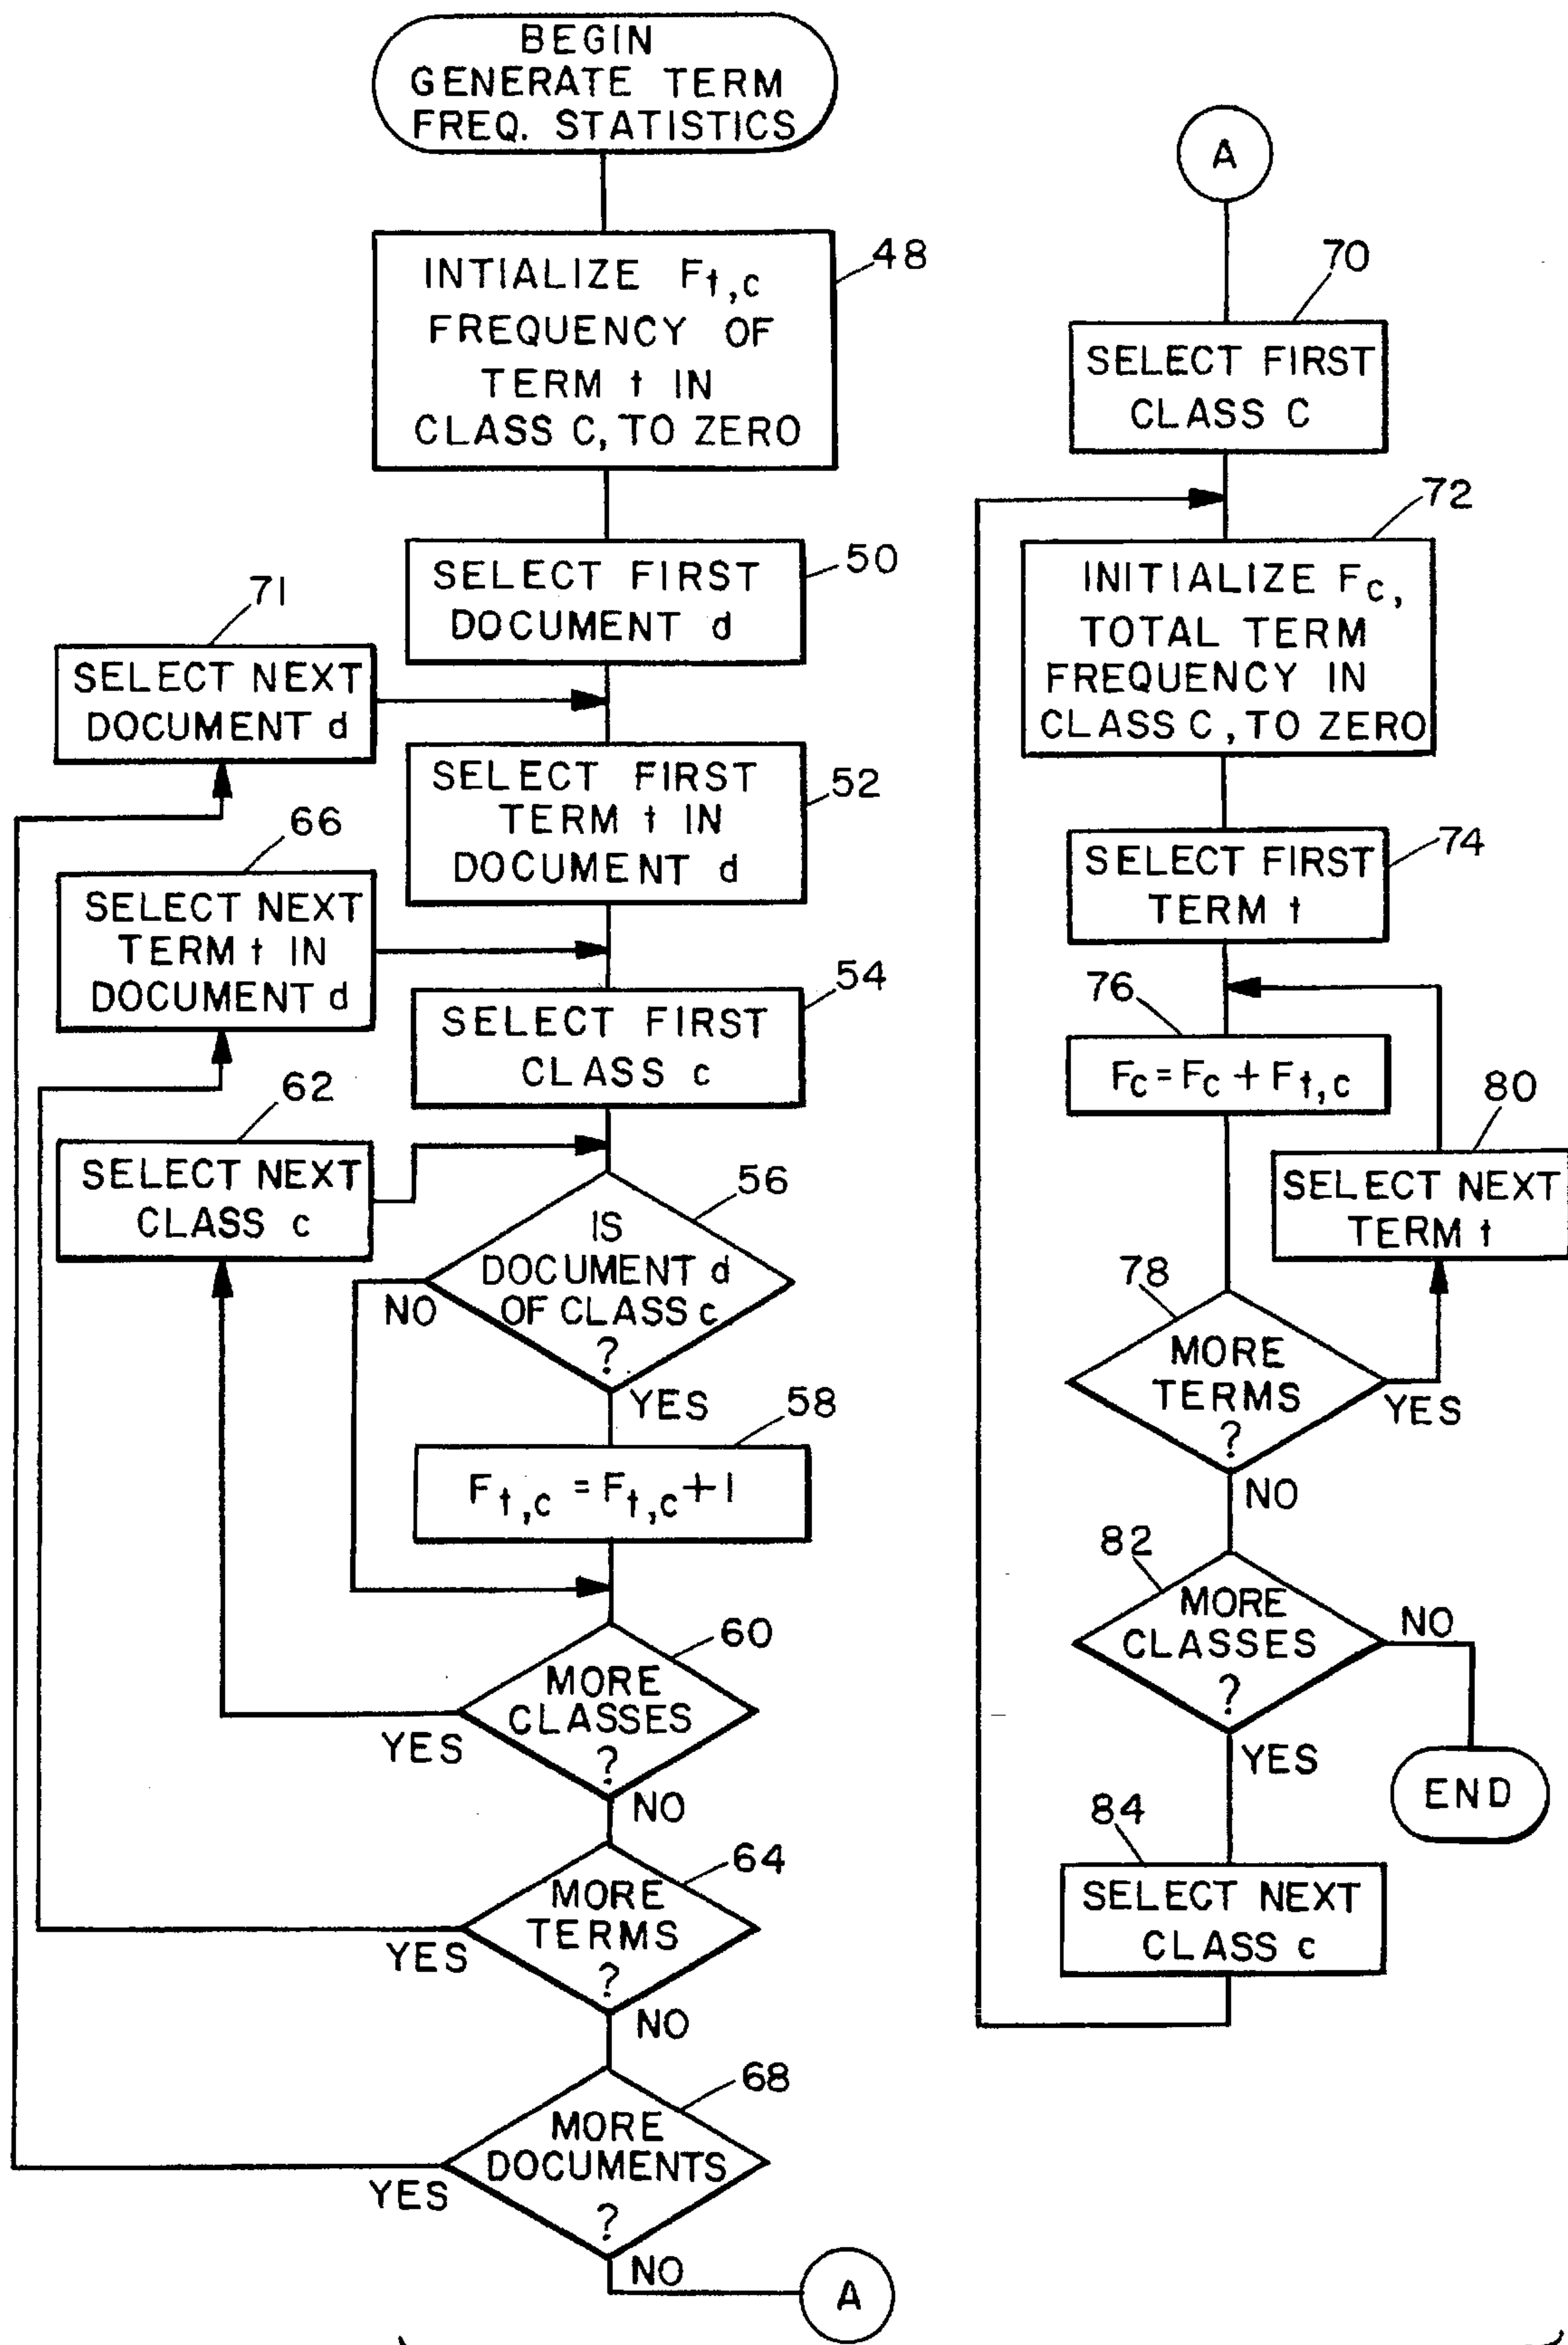 BEGIN
GENERATE TERM
FREQ. STATISTICS
48
INTIALIZE Ft,c
FREQUENCY OF
TERM t IN
CLASS C, TO ZERO
50
SELECT FIRST
DOCUMENT d
71
SELECT NEXT
DOCUMENT d
52
SELECT FIRST
TERM t IN
DOCUMENT d
66
SELECT NEXT
TERM t IN
DOCUMENT d
54
SELECT FIRST
CLASS c
62
SELECT NEXT
CLASS c
56
IS
DOCUMENT d
OF CLASS c
?
NO
YES
58
Ft,c = Ft,c + 1
60
MORE
CLASSES
?
YES
NO
64
MORE
TERMS
?
YES
NO
68
MORE
DOCUMENTS
?
YES
NO
A
A
70
SELECT FIRST
CLASS C
72
INITIALIZE Fc,
TOTAL TERM
FREQUENCY IN
CLASS C, TO ZERO
74
SELECT FIRST
TERM t
76
Fc = Fc + Ft,c
80
SELECT NEXT
TERM t
78
MORE
TERMS
?
YES
NO
82
MORE
CLASSES
?
NO
YES
END
84
SELECT NEXT
CLASS c